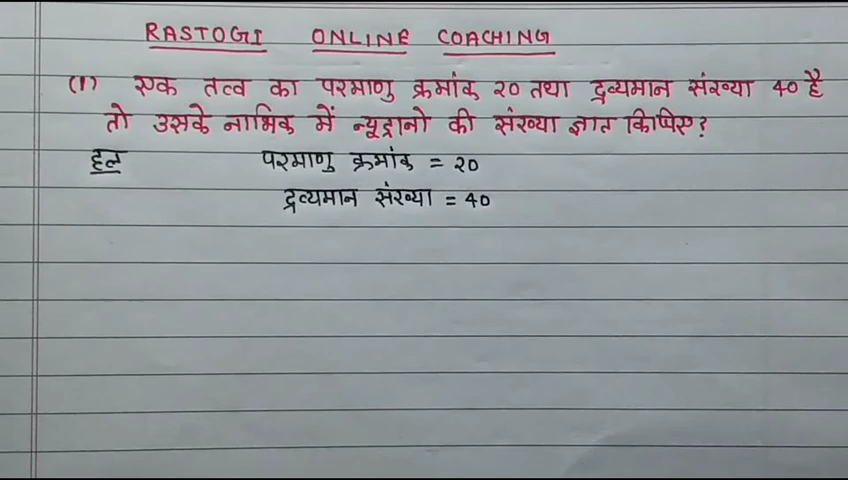 RASTOGI ONLINE COACHING
(1) एक तत्व का परमाणु क्रमांक 20 तथा द्रव्यमान संख्या 40 है
तो उसके नाभिक में न्यूट्रानो की संख्या ज्ञात किजिए?
हल परमाणु क्रमांक = 20
द्रव्यमान संख्या = 40